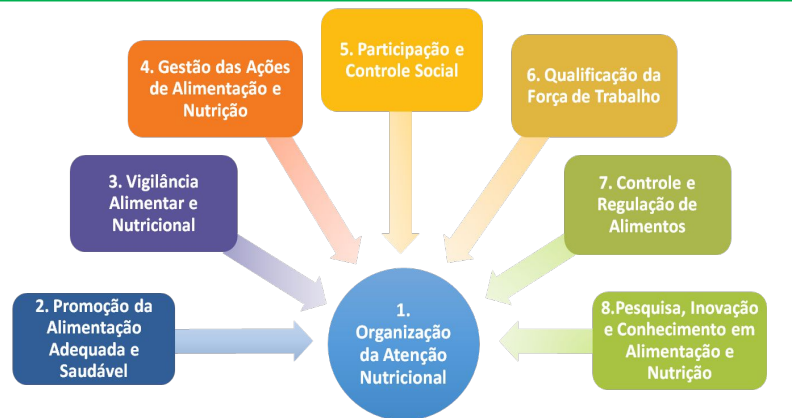 5. Participação e
Controle Social
4. Gestão das Ações
de Alimentação e
Nutrição
6. Qualificação da
Força de Trabalho
3. Vigilância
Alimentar e
Nutricional
7. Controle e
Regulação de
Alimentos
2. Promoção da
Alimentação
Adequada e
Saudável
1.
Organização
da Atenção
Nutricional
8.Pesquisa, Inovação
e Conhecimento em
Alimentação e
Nutrição